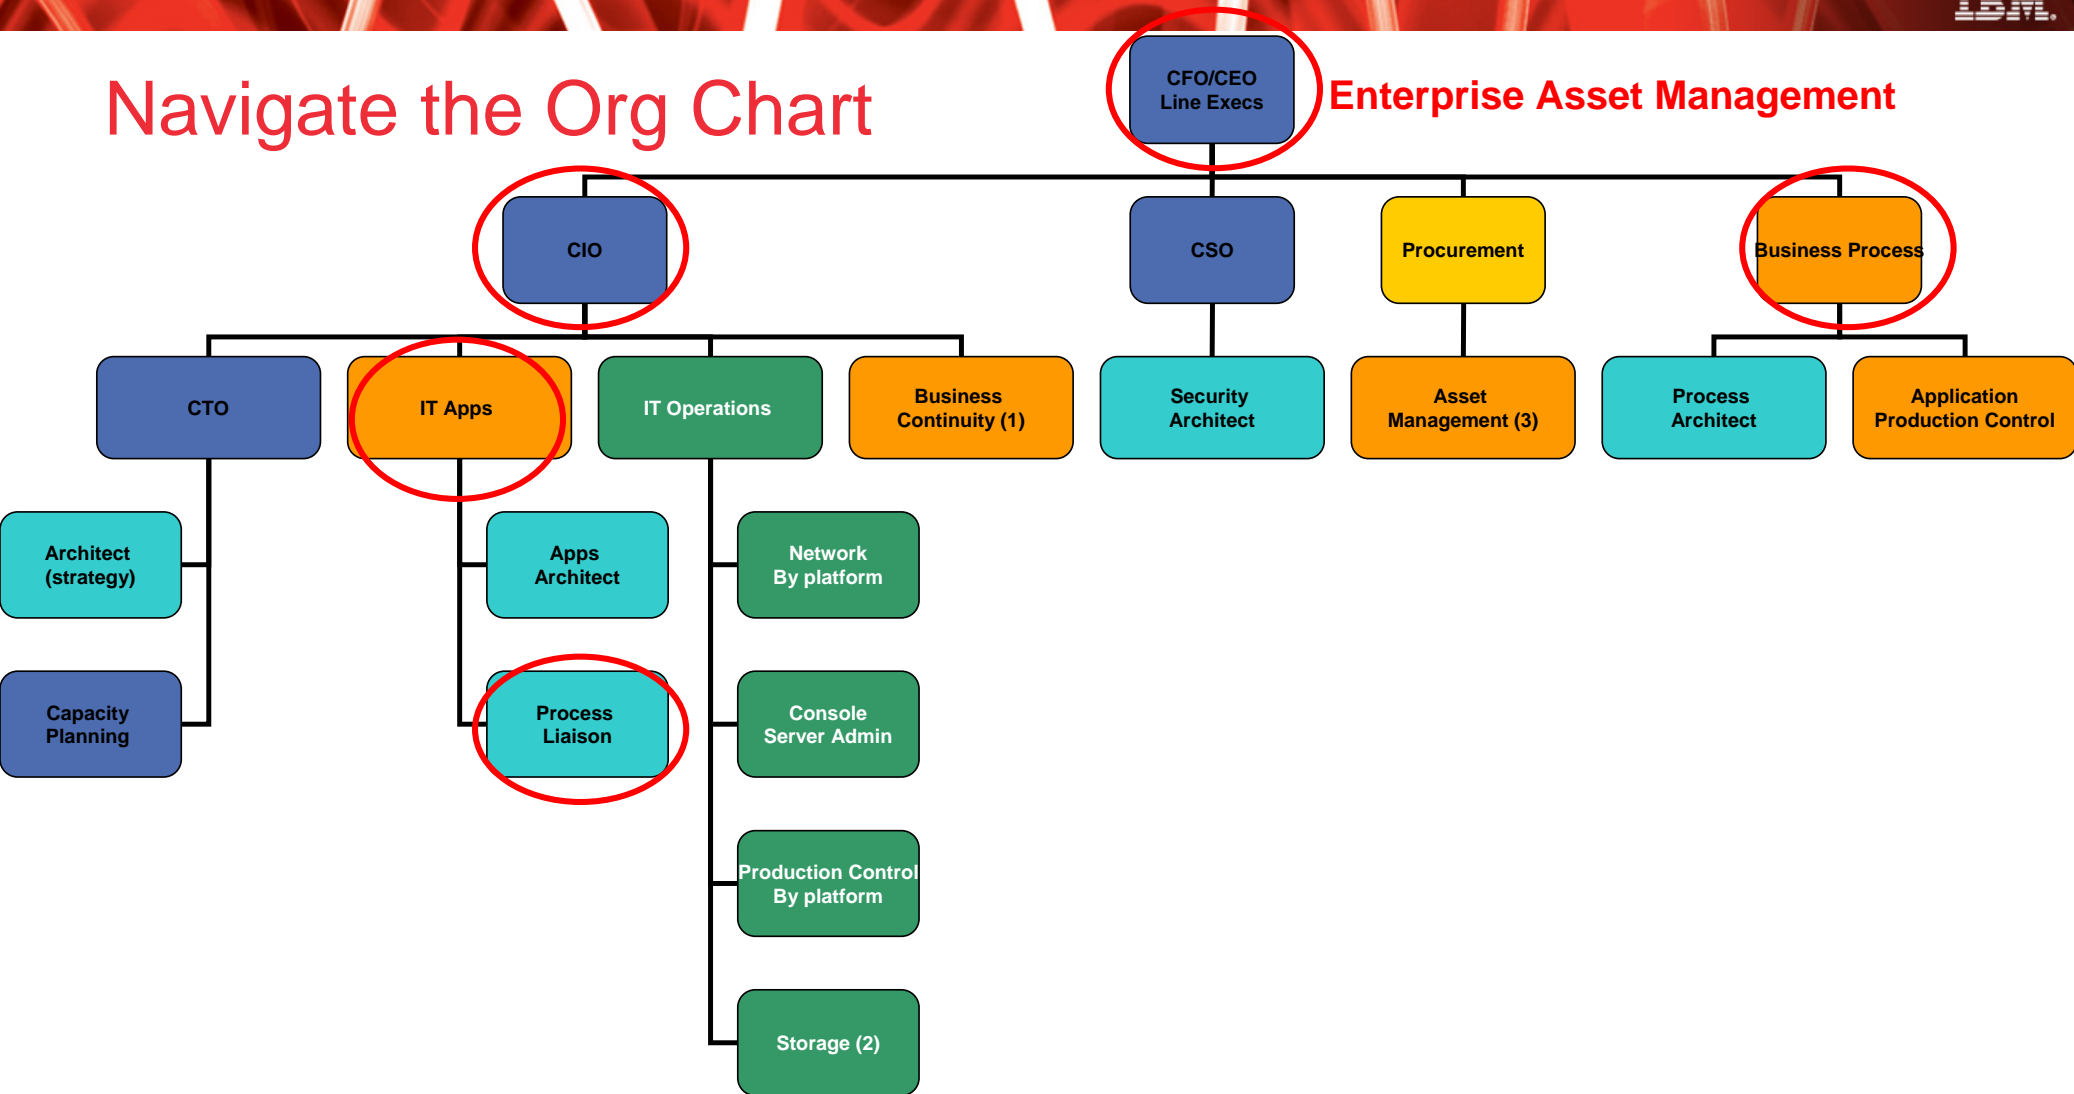 IBM.
Navigate the Org Chart
CFO/CEO
Line Execs
Enterprise Asset Management
CIO
CSO
Procurement
Business Process
CTO
IT Apps
IT Operations
Business
Continuity (1)
Security
Architect
Asset
Management (3)
Process
Architect
Application
Production Control
Architect
(strategy)
Apps
Architect
Network
By platform
Capacity
Planning
Process
Liaison
Console
Server Admin
Production Control
By platform
Storage (2)